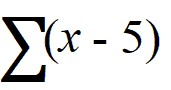 ∑(x - 5)